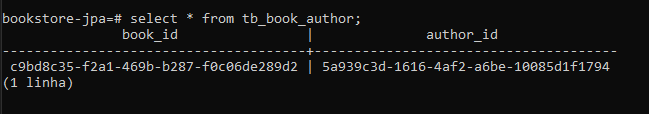 bookstore-jpa=# select * from tb_book_author;
book_id | author_id
--------------------------------------+--------------------------------------
c9bd8c35-f2a1-469b-b287-f0c06de289d2 | 5a939c3d-1616-4af2-a6be-10085d1f1794
(1 linha)